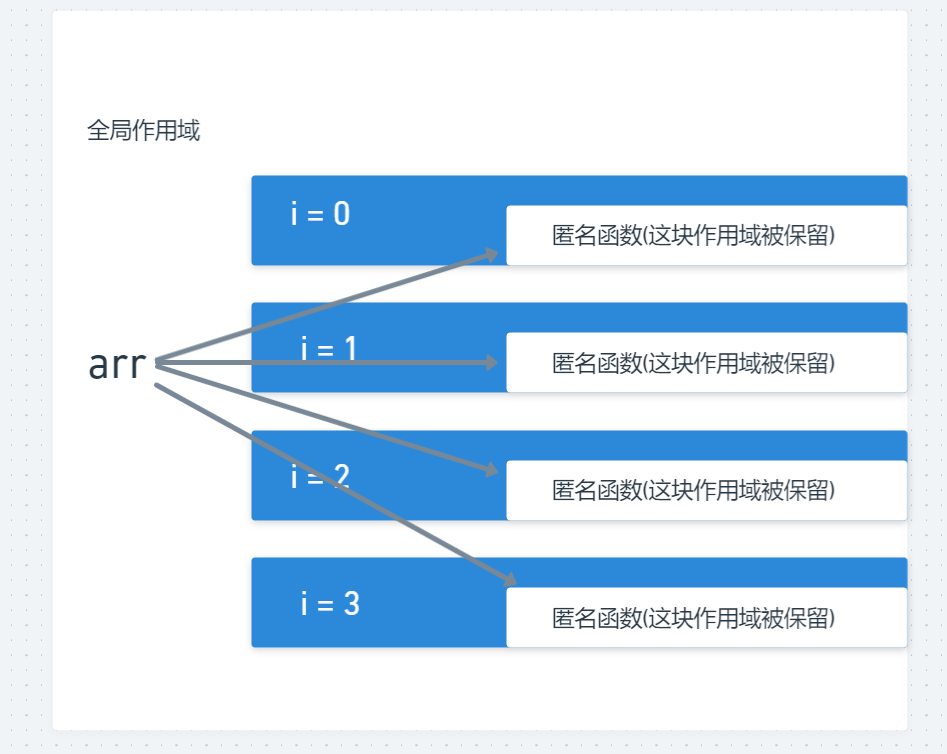 全局作用域
i = 0
匿名函数(这块作用域被保留)
i = 1
arr
匿名函数(这块作用域被保留)
i = 2
匿名函数(这块作用域被保留)
i = 3
匿名函数(这块作用域被保留)